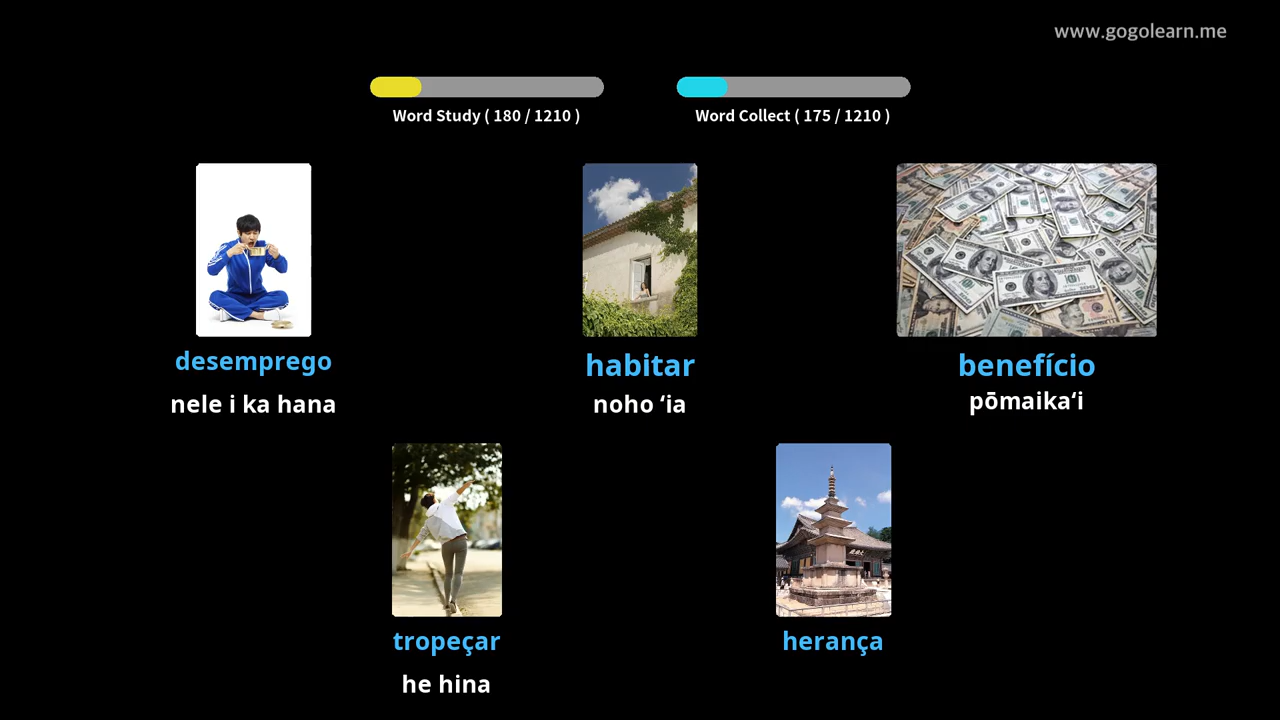 www.gogolearn.me
Word Study ( 180 / 1210 )
Word Collect ( 175 / 1210 )
desemprego
nele i ka hana
habitar
noho ʻia
benefício
pōmaikaʻi
tropeçar
he hina
herança